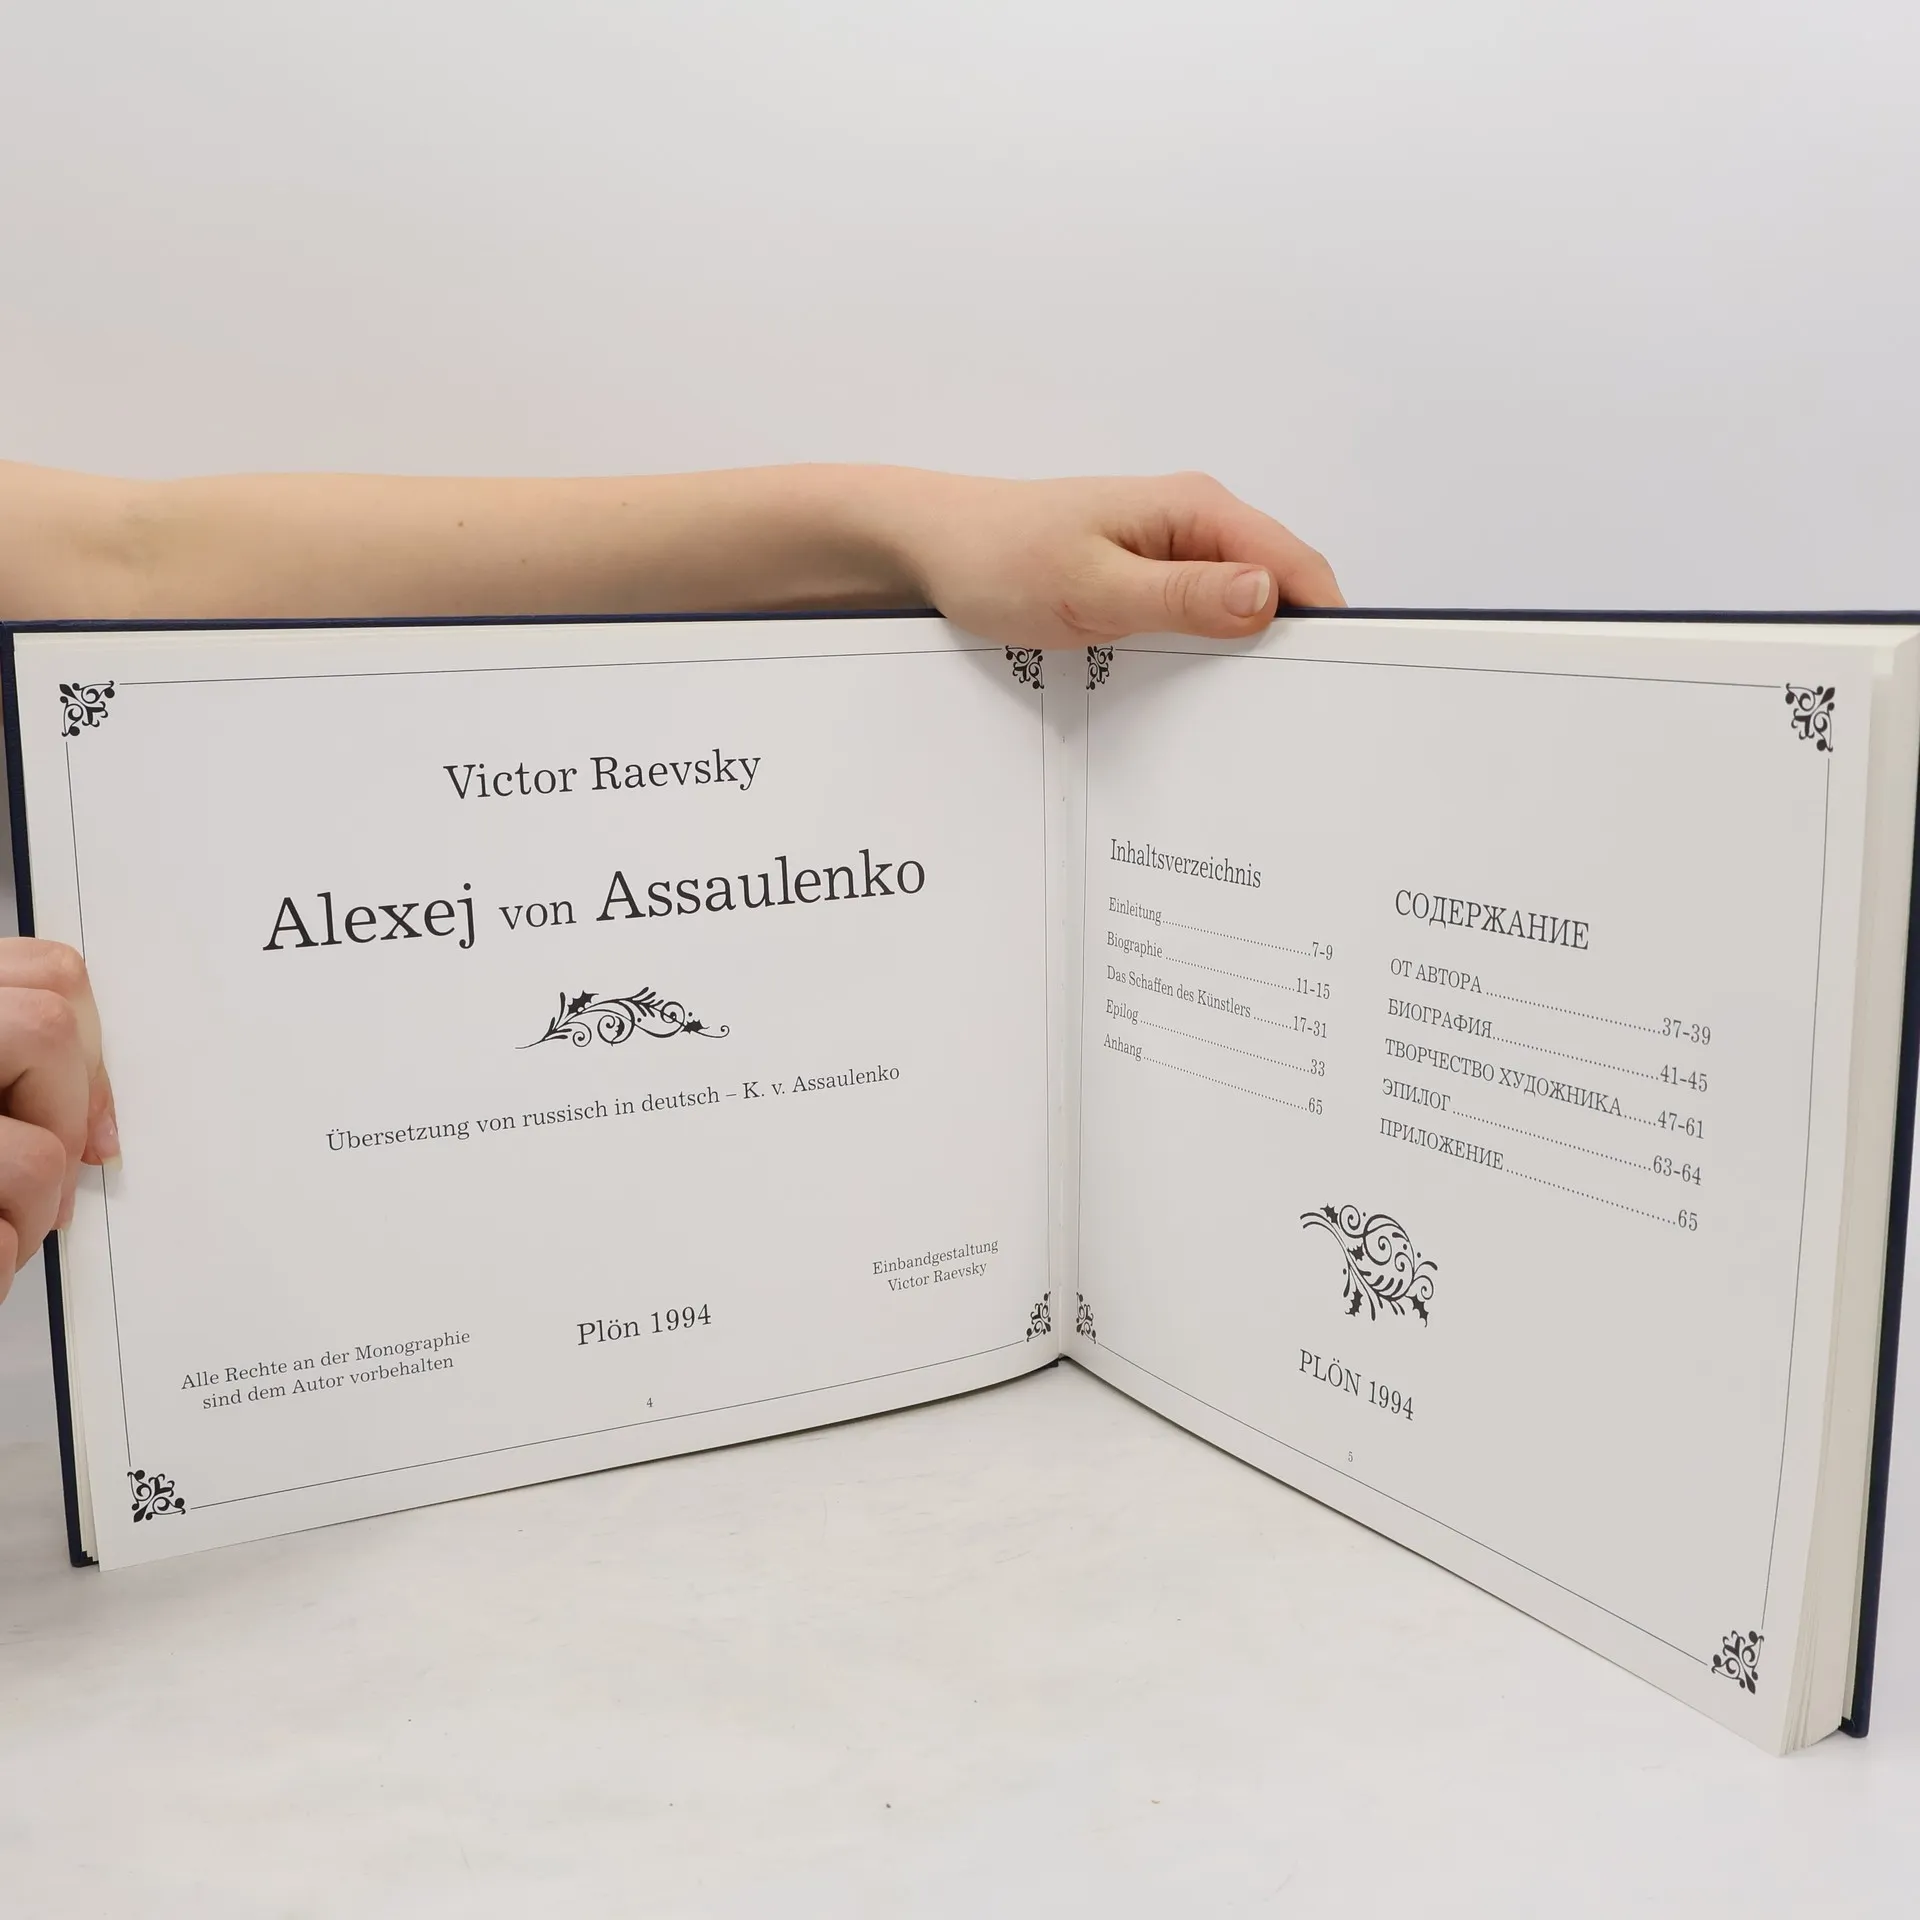 Victor Raevsky
Alexej von Assaulenko
Übersetzung von russisch in deutsch – K. v. Assaulenko
Einbandgestaltung
Victor Raevsky
Plön 1994
Alle Rechte an der Monographie
sind dem Autor vorbehalten
4
Inhaltsverzeichnis
Einleitung 7-9
Biographie 11-15
Das Schaffen des Künstlers 17-31
Epilog 33
Anhang 65
СОДЕРЖАНИЕ
ОТ АВТОРА 37-39
БИОГРАФИЯ 41-45
ТВОРЧЕСТВО ХУДОЖНИКА 47-61
ЭПИЛОГ 63-64
ПРИЛОЖЕНИЕ 65
PLÖN 1994
5